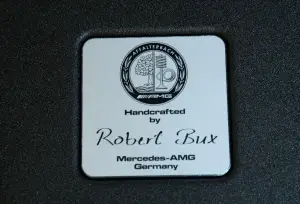 AFFALTERBACH
AMG
Handcrafted
by
Robert Bux
Mercedes-AMG
Germany